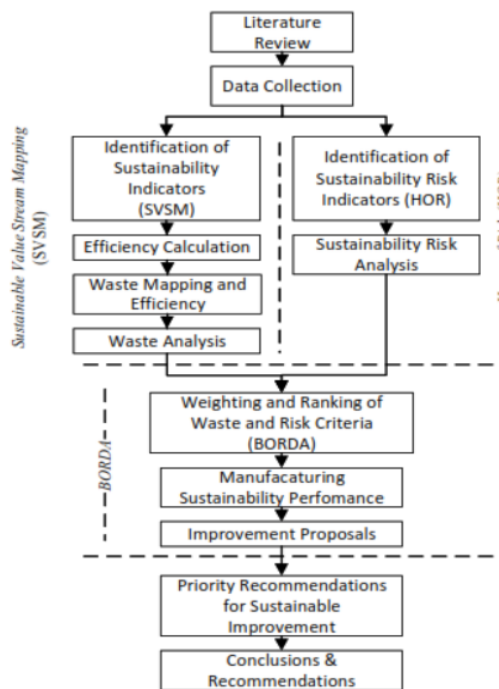 Literature
Review
Data Collection
Sustainable Value Stream Mapping
(SVSM)
Identification of
Sustainability
Indicators
(SVSM)
Efficiency Calculation
Waste Mapping and
Efficiency
Waste Analysis
Identification of
Sustainability Risk
Indicators (HOR)
Sustainability Risk
Analysis
BORDA
Weighting and Ranking of
Waste and Risk Criteria
(BORDA)
Manufacaturing
Sustainability Perfomance
Improvement Proposals
Priority Recommendations
for Sustainable
Improvement
Conclusions &
Recommendations